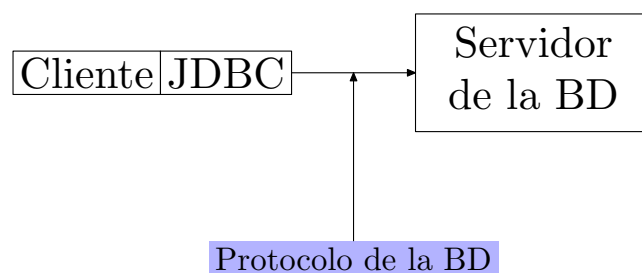 Cliente JDBC
Servidor
de la BD
Protocolo de la BD